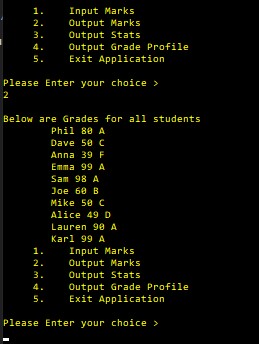 1. Input Marks
2. Output Marks
3. Output Stats
4. Output Grade Profile
5. Exit Application
Please Enter your choice >
2
Below are Grades for all students
Phil 80 A
Dave 50 C
Anna 39 F
Emma 99 A
Sam 98 A
Joe 60 B
Mike 50 C
Alice 49 D
Lauren 90 A
Karl 99 A
1. Input Marks
2. Output Marks
3. Output Stats
4. Output Grade Profile
5. Exit Application
Please Enter your choice >